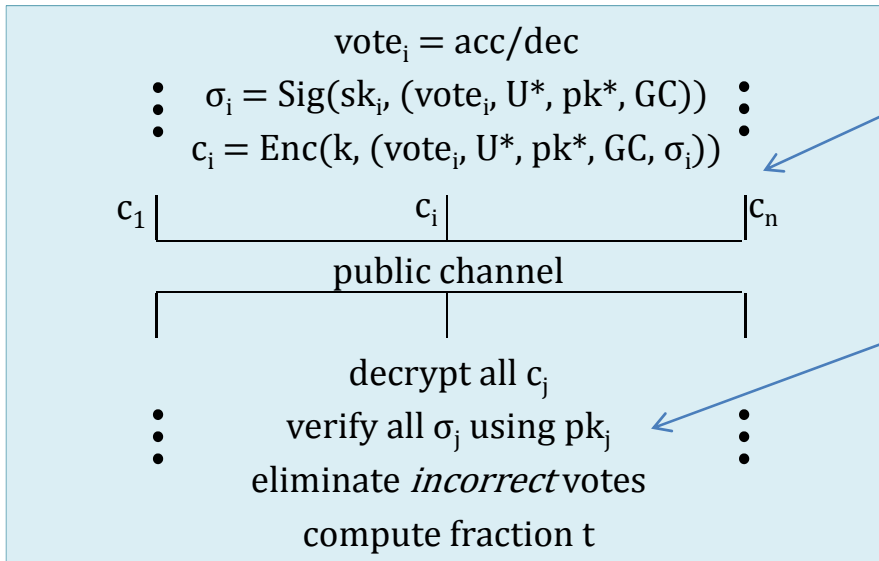 voteᵢ = acc/dec
σᵢ = Sig(skᵢ, (voteᵢ, U*, pk*, GC))
cᵢ = Enc(k, (voteᵢ, U*, pk*, GC, σᵢ))
c₁ cᵢ cₙ
public channel
decrypt all cⱼ
verify all σⱼ using pkⱼ
eliminate incorrect votes
compute fraction t